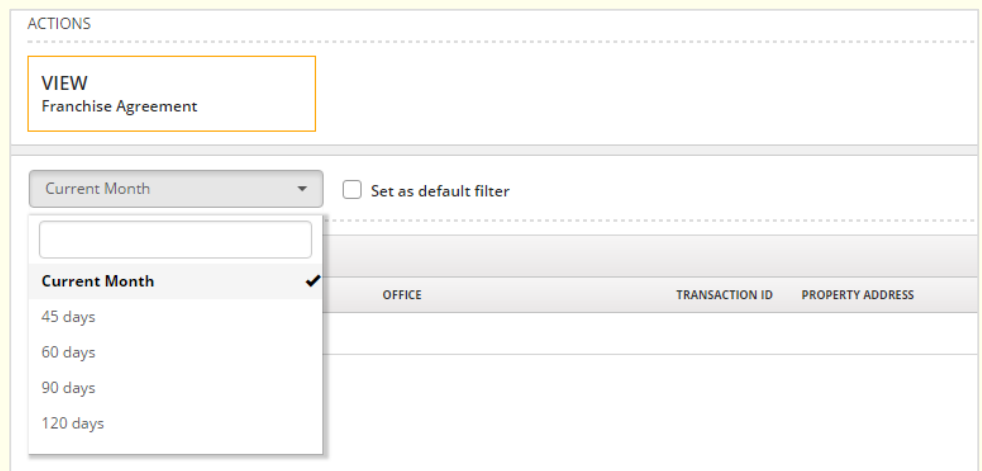 ACTIONS
VIEW
Franchise Agreement
Current Month
Set as default filter
Current Month
OFFICE TRANSACTION ID PROPERTY ADDRESS
45 days
60 days
90 days
120 days